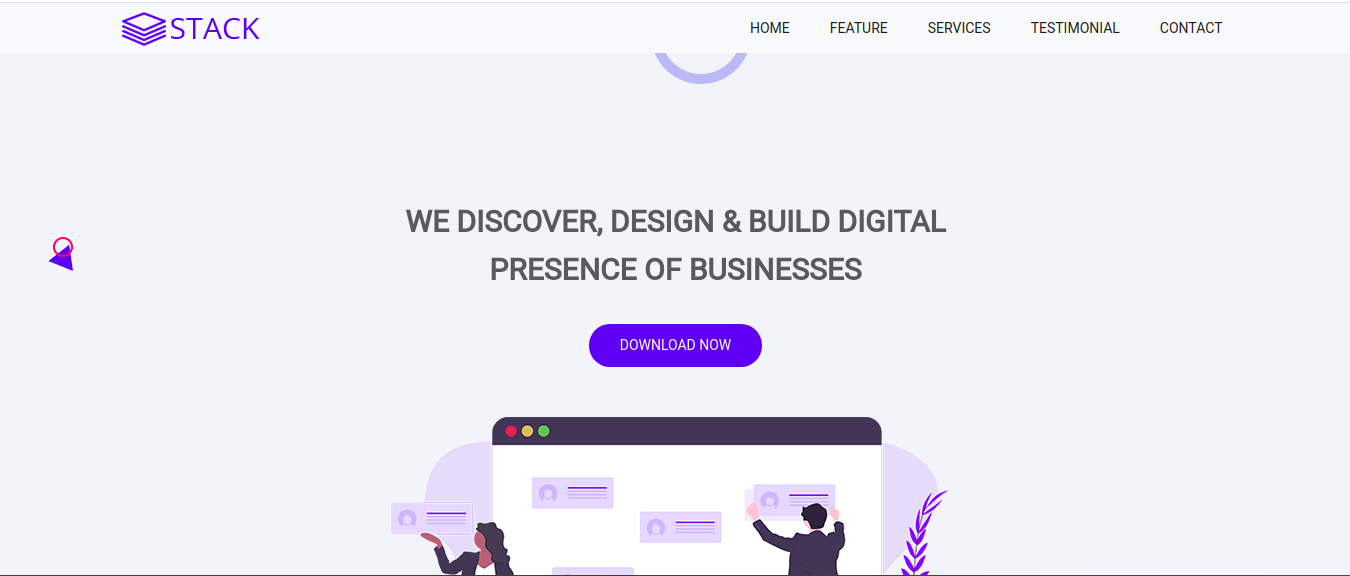 STACK
HOME FEATURE SERVICES TESTIMONIAL CONTACT
WE DISCOVER, DESIGN & BUILD DIGITAL
PRESENCE OF BUSINESSES
DOWNLOAD NOW